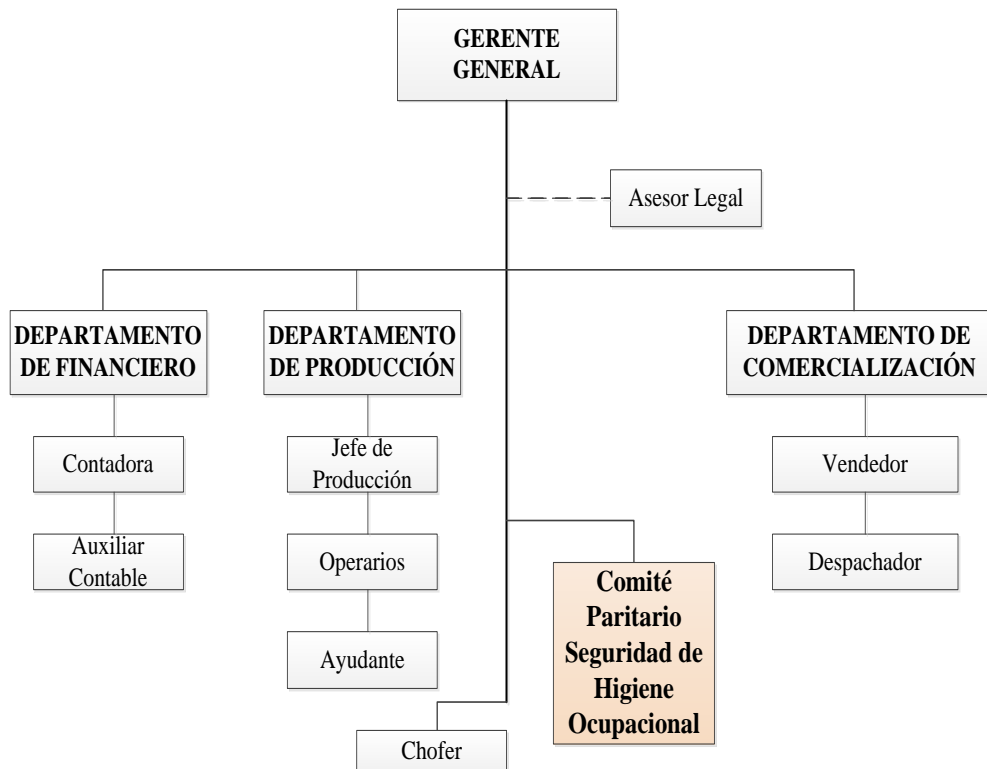 GERENTE
GENERAL
Asesor Legal
DEPARTAMENTO
DE FINANCIERO
DEPARTAMENTO
DE PRODUCCIÓN
DEPARTAMENTO DE
COMERCIALIZACIÓN
Contadora
Jefe de
Producción
Vendedor
Auxiliar
Contable
Operarios
Despachador
Comité
Paritario
Seguridad de
Higiene
Ocupacional
Ayudante
Chofer